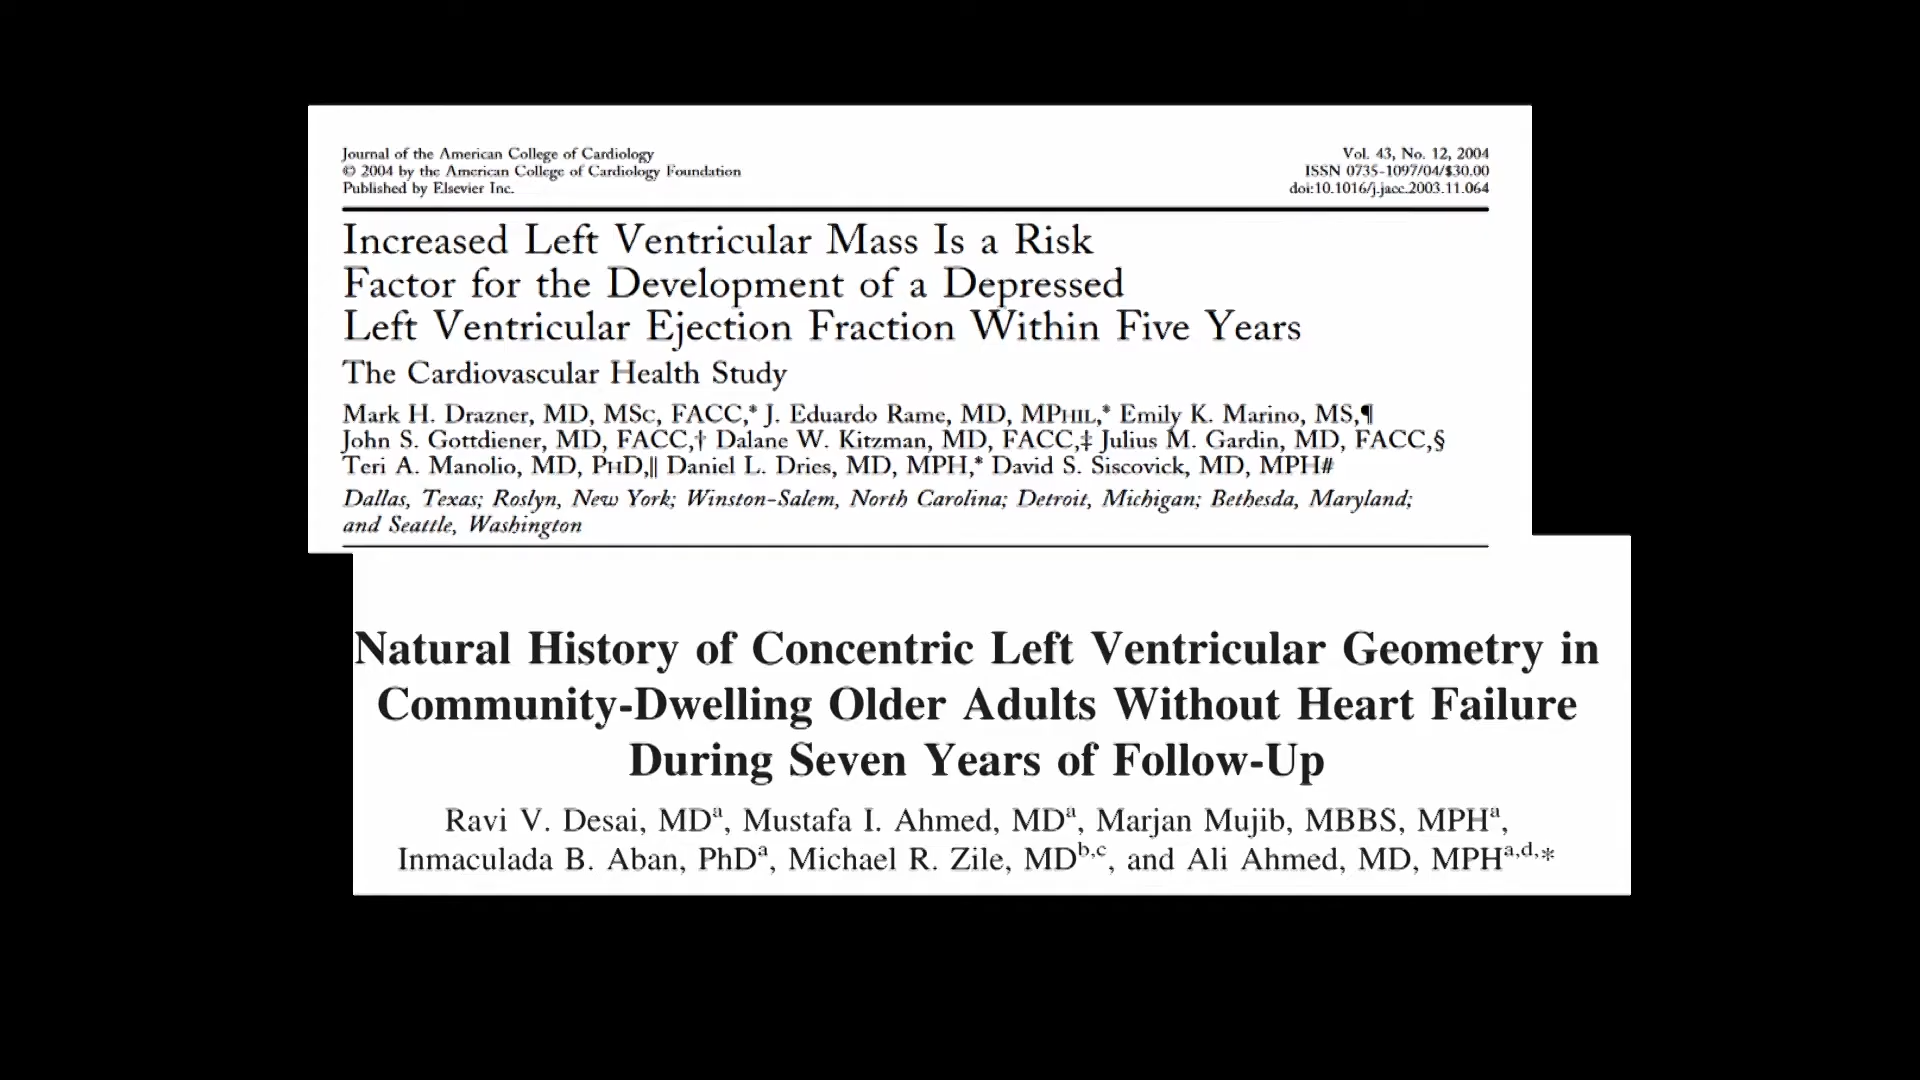 Journal of the American College of Cardiology
© 2004 by the American College of Cardiology Foundation
Published by Elsevier Inc.
Vol. 43, No. 12, 2004
ISSN 0735-1097/04/$30.00
doi:10.1016/j.jacc.2003.11.064
Increased Left Ventricular Mass Is a Risk
Factor for the Development of a Depressed
Left Ventricular Ejection Fraction Within Five Years
The Cardiovascular Health Study
Mark H. Drazner, MD, MSc, FACC,* J. Eduardo Rame, MD, MPhil,* Emily K. Marino, MS,¶
John S. Gottdiener, MD, FACC,† Dalane W. Kitzman, MD, FACC,‡ Julius M. Gardin, MD, FACC,§
Teri A. Manolio, MD, PhD,‖ Daniel L. Dries, MD, MPH,* David S. Siscovick, MD, MPH#
Dallas, Texas; Roslyn, New York; Winston-Salem, North Carolina; Detroit, Michigan; Bethesda, Maryland;
and Seattle, Washington
Natural History of Concentric Left Ventricular Geometry in
Community-Dwelling Older Adults Without Heart Failure
During Seven Years of Follow-Up
Ravi V. Desai, MDᵃ, Mustafa I. Ahmed, MDᵃ, Marjan Mujib, MBBS, MPHᵃ,
Inmaculada B. Aban, PhDᵃ, Michael R. Zile, MDᵇ,ᶜ, and Ali Ahmed, MD, MPHᵃ,ᵈ,*